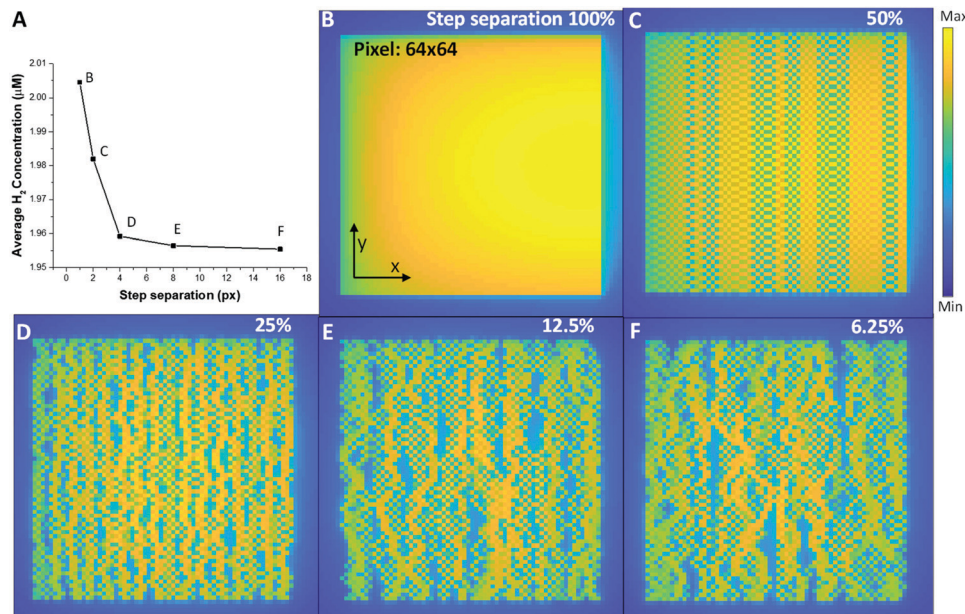 A
2.01
2.00
1.99
1.98
1.97
1.96
1.95
0 2 4 6 8 10 12 14 16 18
Average H₂ Concentration (μM)
Step separation (px)
B
C
D
E
F
B
Step separation 100%
Pixel: 64x64
y
x
C
50%
Max
Min
D
25%
E
12.5%
F
6.25%